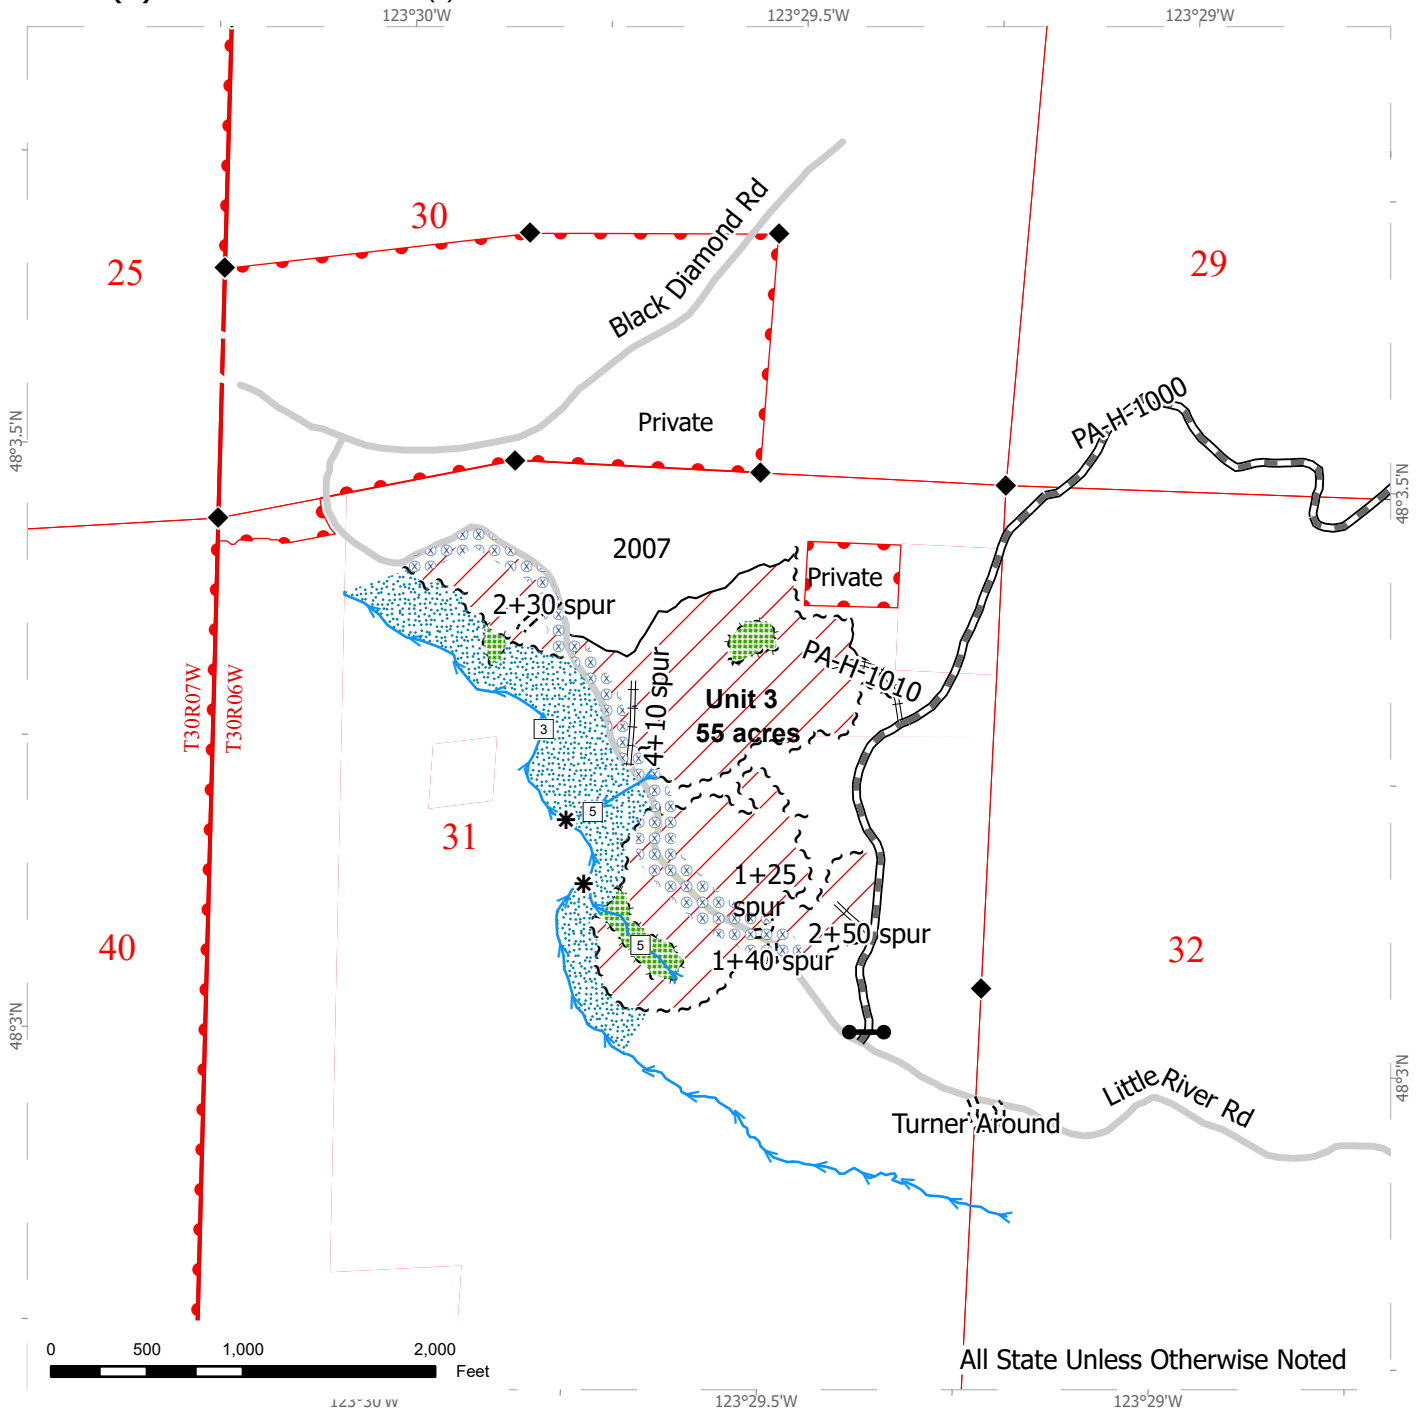 123°30'W
123°29.5'W
123°29'W
30
25
29
Black Diamond Rd
PA-H-1000
Private
48°3.5'N
48°3.5'N
2007
Private
2+30 spur
PA-H-1010
T30R07W
T30R06W
4+10 spur
Unit 3
55 acres
3
5
31
1+25
spur
2+50 spur
5
1+40 spur
40
32
48°3'N
48°3'N
Little River Rd
Turner Around
0 500 1,000 2,000
Feet
All State Unless Otherwise Noted
123°30'W
123°29.5'W
123°29'W